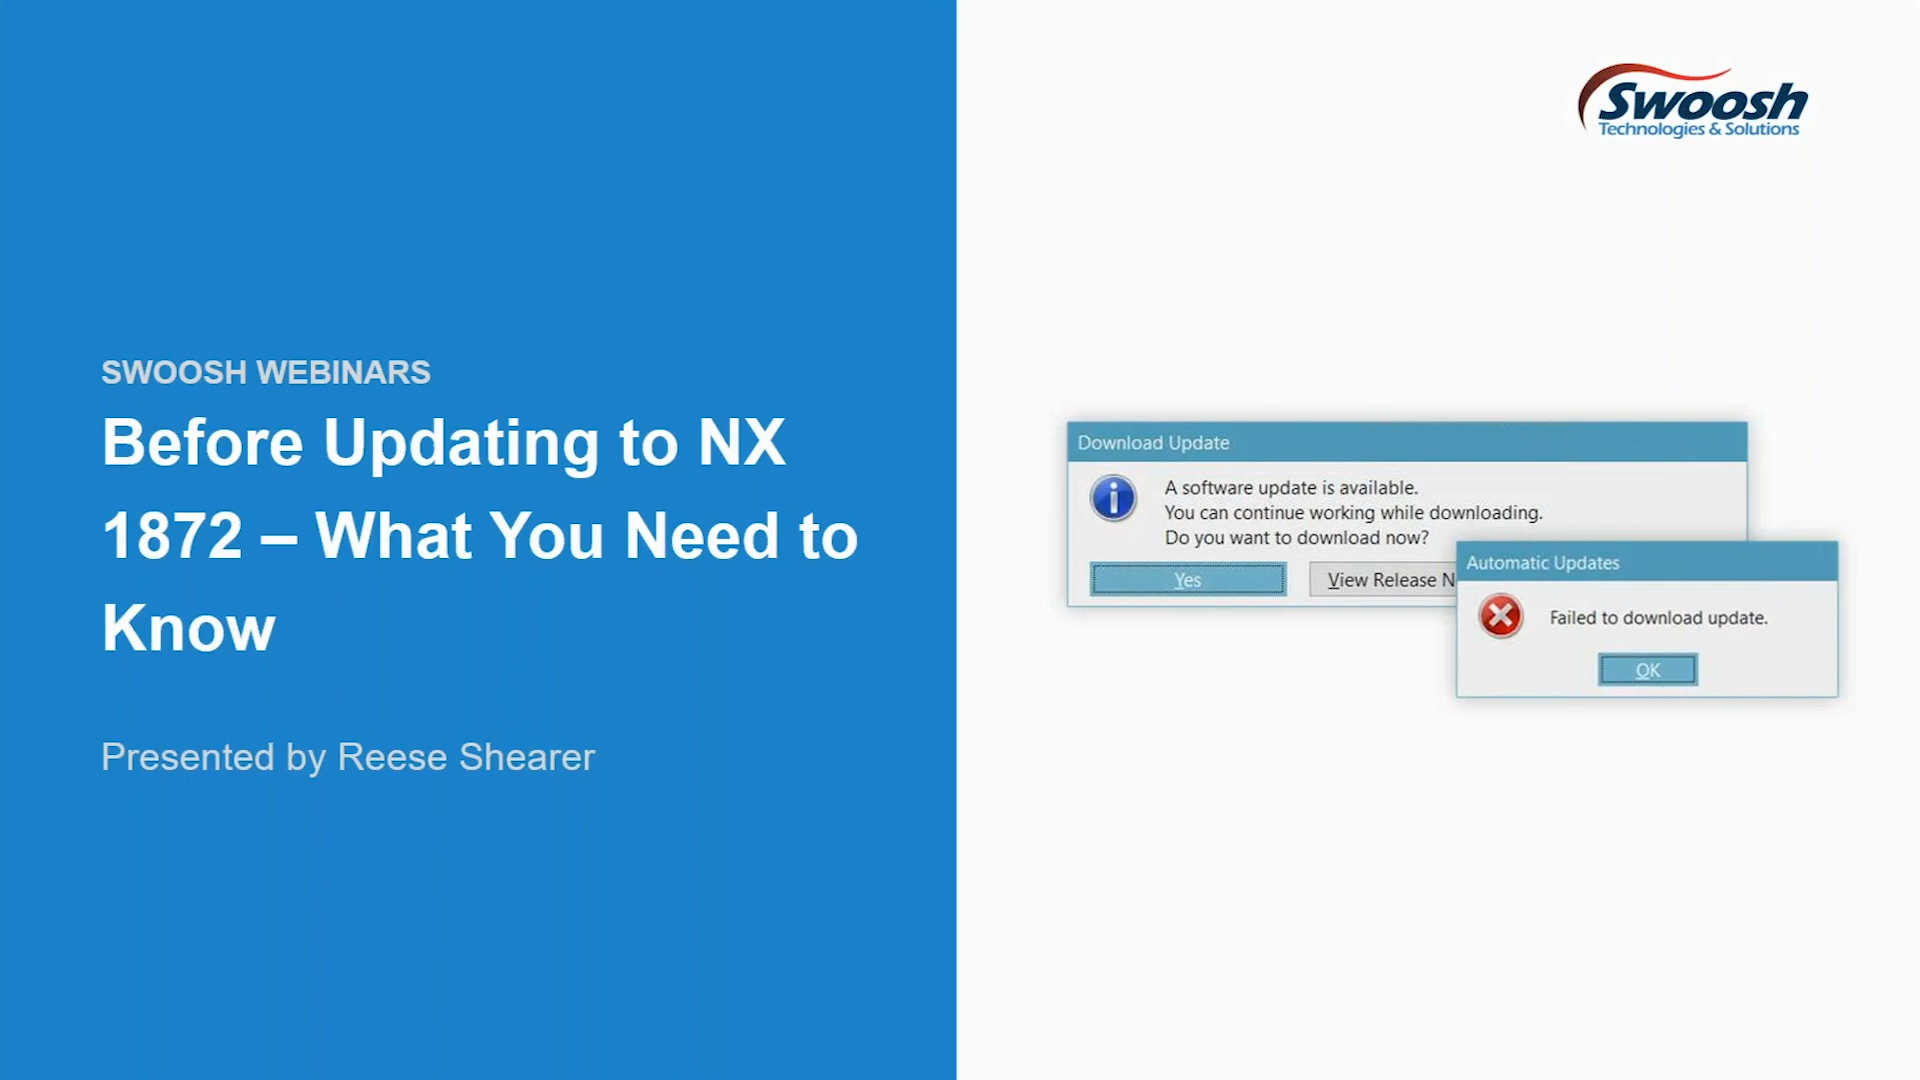 Swoosh
Technologies & Solutions
SWOOSH WEBINARS
Before Updating to NX
1872 – What You Need to
Know
Presented by Reese Shearer
Download Update
A software update is available.
You can continue working while downloading.
Do you want to download now?
Yes
View Release N
Automatic Updates
Failed to download update.
OK